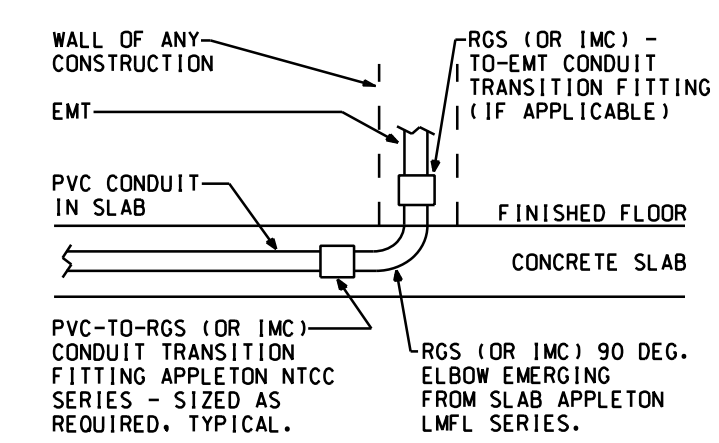 WALL OF ANY
CONSTRUCTION
RGS (OR IMC) -
TO-EMT CONDUIT
TRANSITION FITTING
(IF APPLICABLE)
EMT
PVC CONDUIT
IN SLAB
FINISHED FLOOR
CONCRETE SLAB
PVC-TO-RGS (OR IMC)
CONDUIT TRANSITION
FITTING APPLETON NTCC
SERIES - SIZED AS
REQUIRED, TYPICAL.
RGS (OR IMC) 90 DEG.
ELBOW EMERGING
FROM SLAB APPLETON
LMFL SERIES.